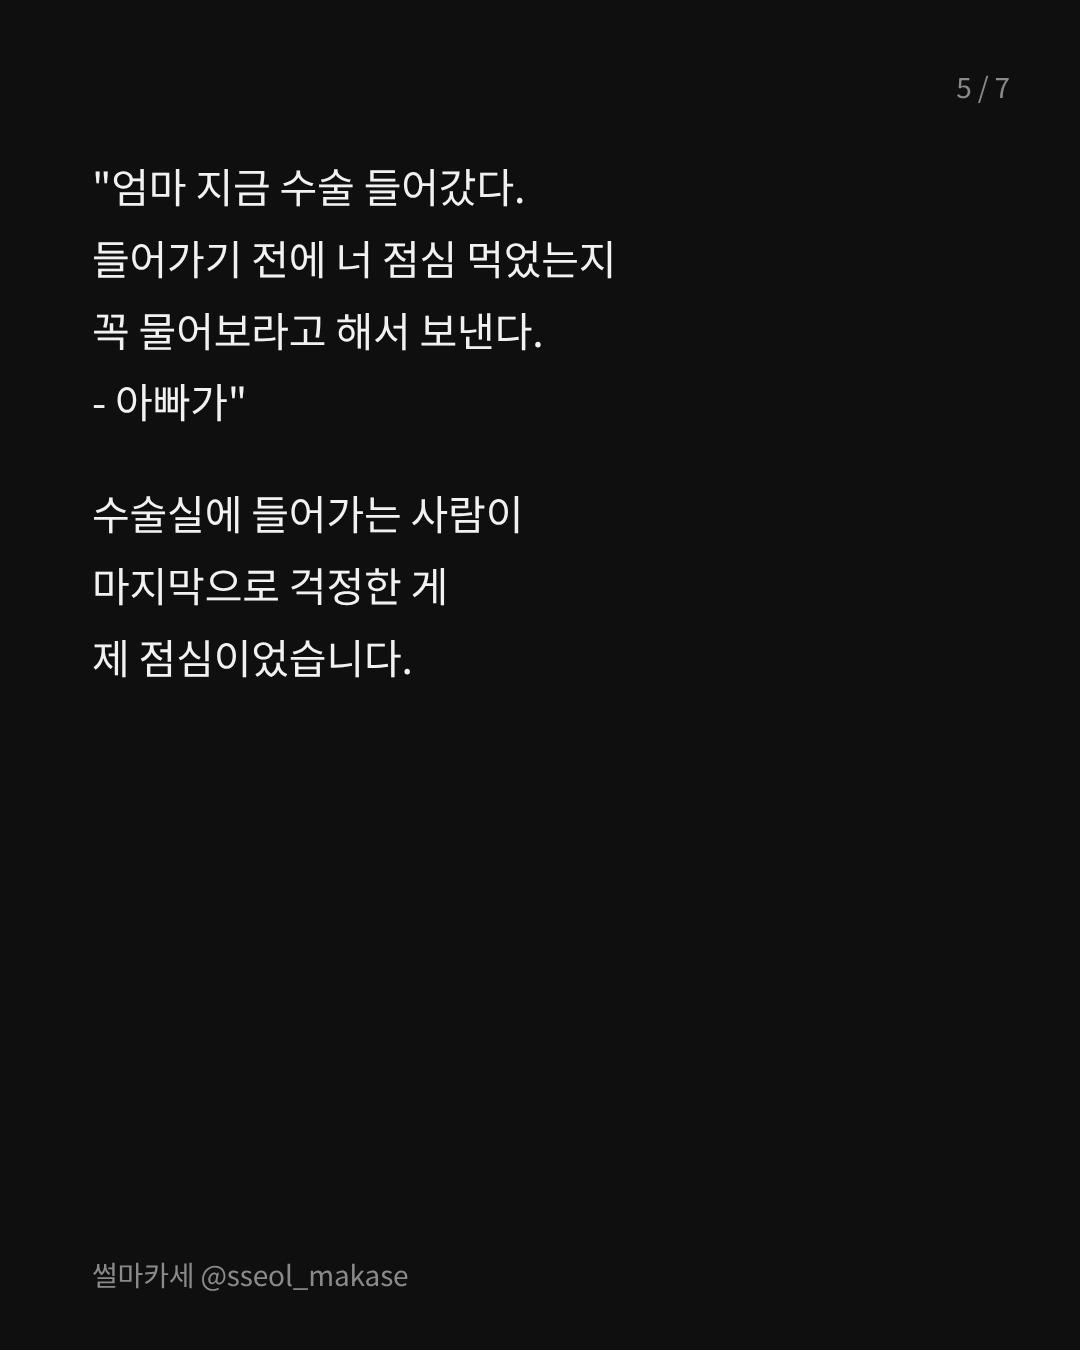 5 / 7
"엄마 지금 수술 들어갔다.
들어가기 전에 너 점심 먹었는지
꼭 물어보라고 해서 보낸다.
- 아빠가"
수술실에 들어가는 사람이
마지막으로 걱정한 게
제 점심이었습니다.
썰마카세 @sseol_makase